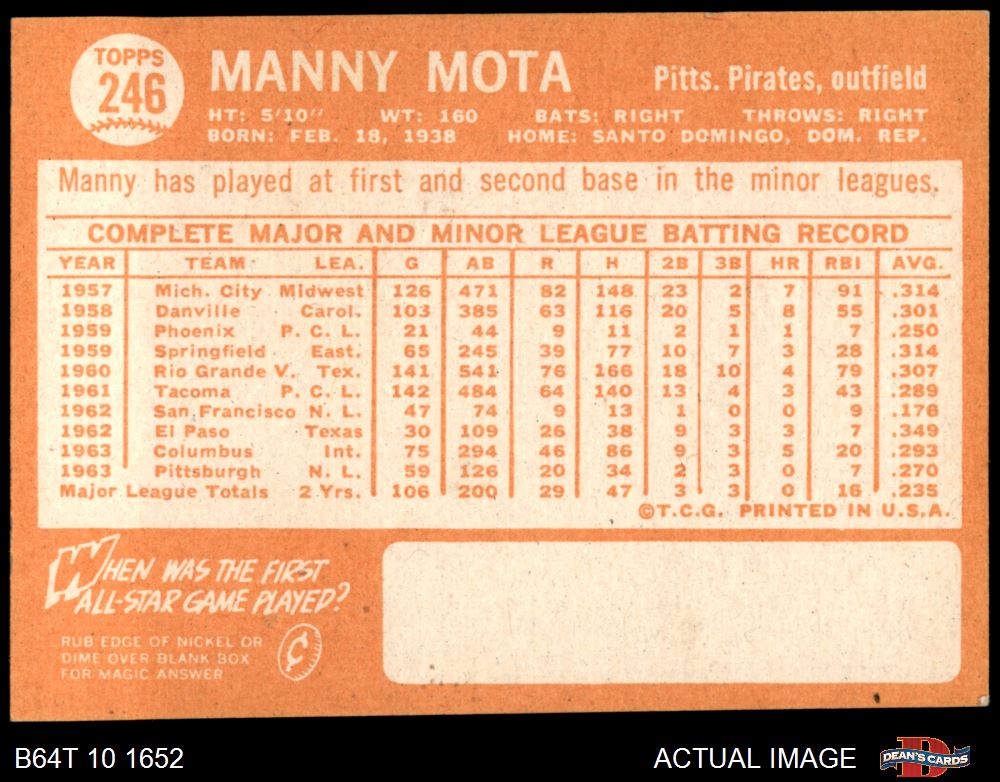 TOPPS
246
MANNY MOTA
Pitts. Pirates, outfield
HT: 5'10" WT: 160 BATS: RIGHT THROWS: RIGHT
BORN: FEB. 18, 1938 HOME: SANTO DOMINGO, DOM. REP.
Manny has played at first and second base in the minor leagues.
COMPLETE MAJOR AND MINOR LEAGUE BATTING RECORD
YEAR TEAM LEA. G AB R H 2B 3B HR RBI AVG.
1957 Mich. City Midwest 126 471 82 148 23 2 7 91 .314
1958 Danville Carol. 103 385 63 116 20 5 8 55 .301
1959 Phoenix P. C. L. 21 44 9 11 2 1 1 7 .250
1959 Springfield East. 65 245 39 77 10 7 3 28 .314
1960 Rio Grande V. Tex. 141 541 76 166 18 10 4 79 .307
1961 Tacoma P. C. L. 142 484 64 140 13 4 3 43 .289
1962 San Francisco N. L. 47 74 9 13 1 0 0 9 .176
1962 El Paso Texas 30 109 26 38 9 3 3 7 .349
1963 Columbus Int. 75 294 46 86 9 3 5 20 .293
1963 Pittsburgh N. L. 59 126 20 34 2 3 0 7 .270
Major League Totals 2 Yrs. 106 200 29 47 3 3 0 16 .235
©T.C.G. PRINTED IN U.S.A.
WHEN WAS THE FIRST
ALL-STAR GAME PLAYED?
RUB EDGE OF NICKEL OR
DIME OVER BLANK BOX
FOR MAGIC ANSWER
¢
B64T 10 1652
ACTUAL IMAGE
D
DEAN'S CARDS